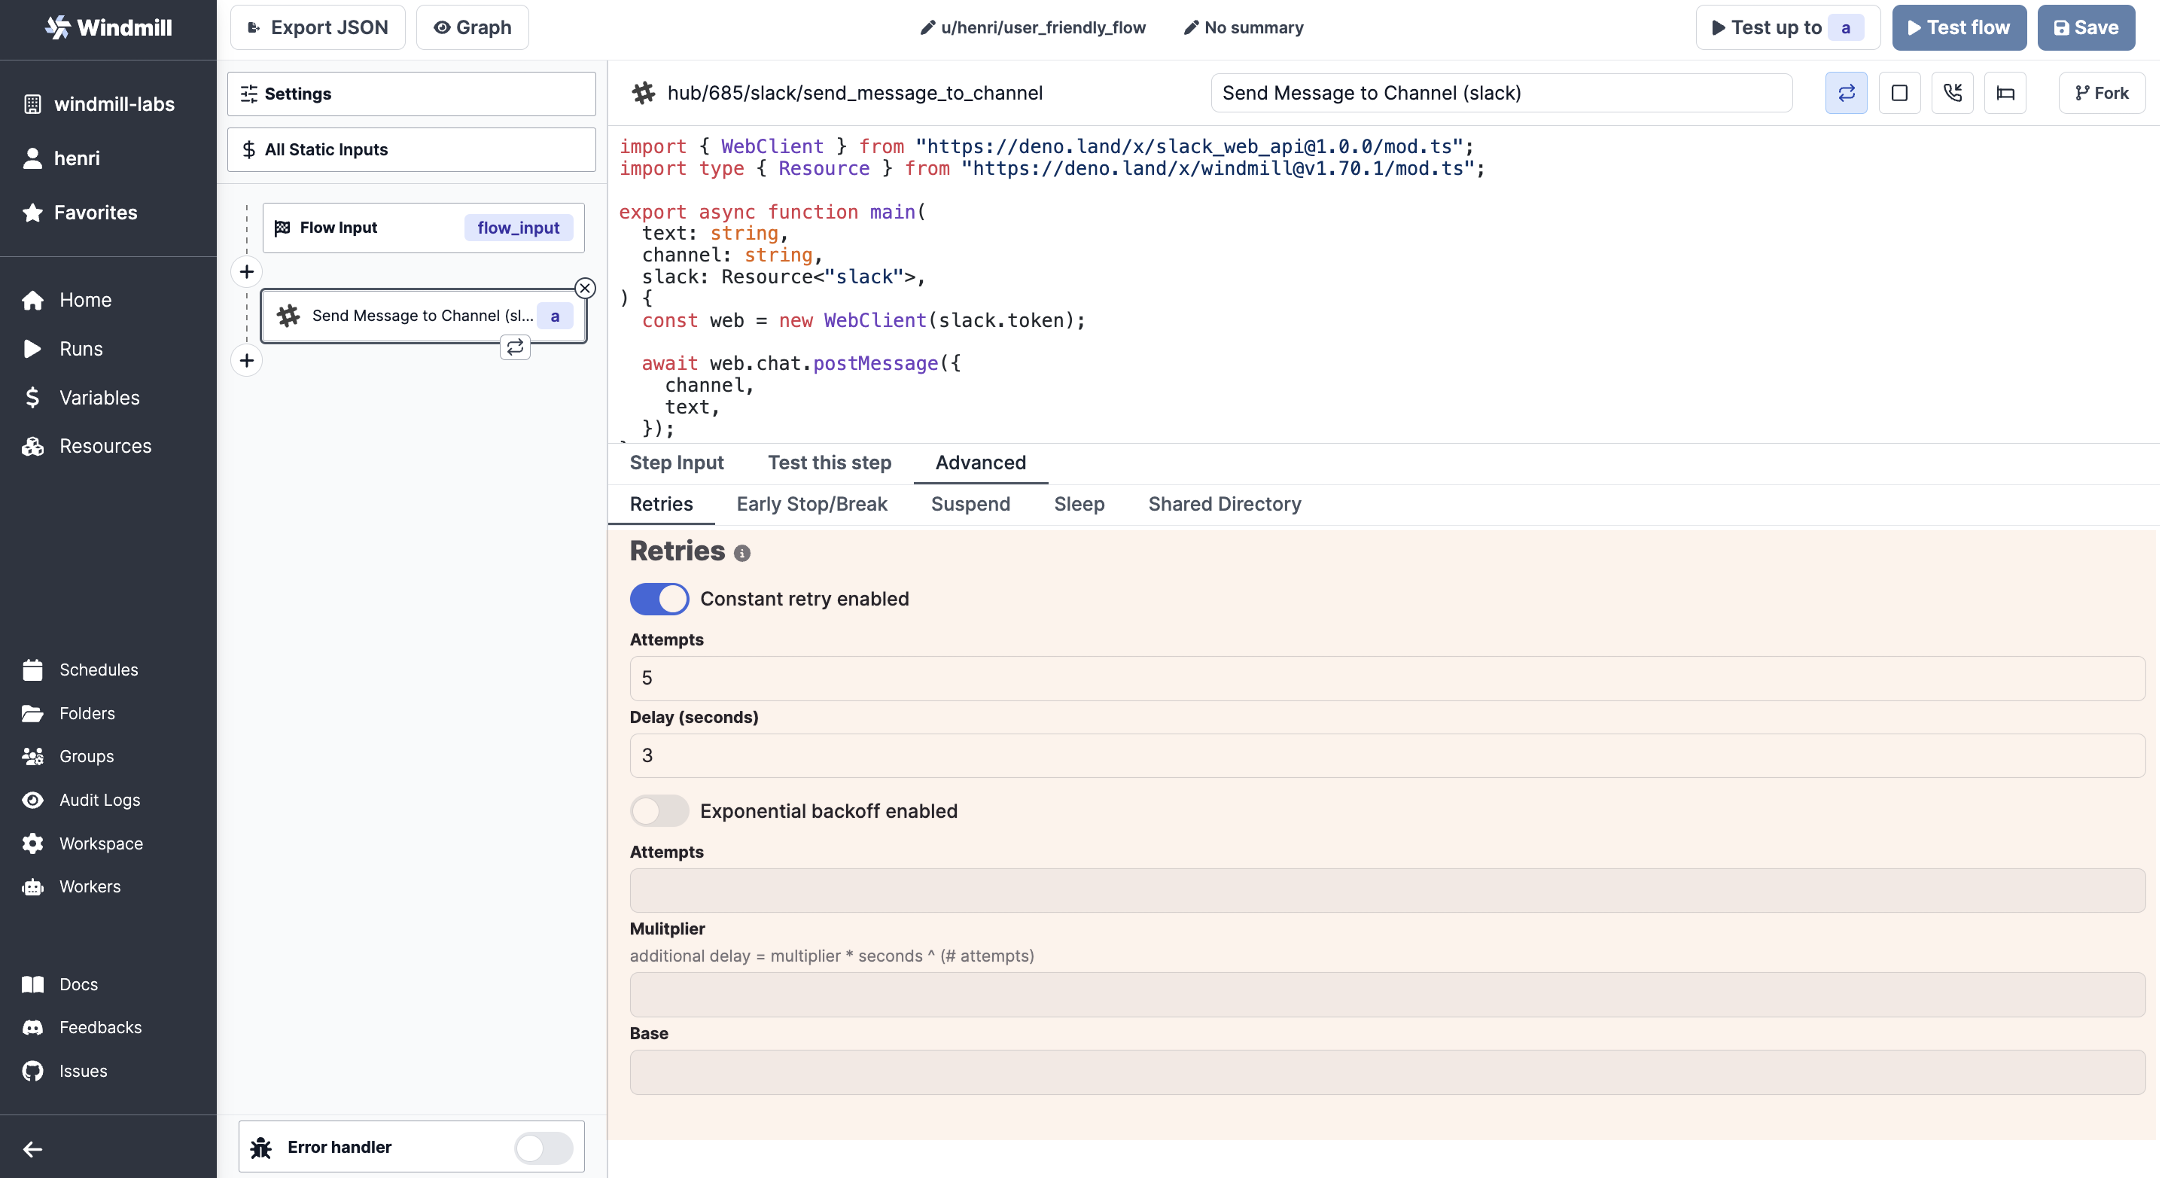 Windmill
windmill-labs
henri
Favorites
Home
Runs
Variables
Resources
Schedules
Folders
Groups
Audit Logs
Workspace
Workers
Docs
Feedbacks
Issues
Export JSON
Graph
u/henri/user_friendly_flow
No summary
Test up to a
Test flow
Save
Settings
All Static Inputs
Flow Input flow_input
Send Message to Channel (sl... a
Error handler
hub/685/slack/send_message_to_channel
Send Message to Channel (slack)
Fork
import { WebClient } from "https://deno.land/x/slack_web_api@1.0.0/mod.ts";
import type { Resource } from "https://deno.land/x/windmill@v1.70.1/mod.ts";
export async function main(
text: string,
channel: string,
slack: Resource<"slack">,
) {
const web = new WebClient(slack.token);
await web.chat.postMessage({
channel,
text,
});
Step Input
Test this step
Advanced
Retries
Early Stop/Break
Suspend
Sleep
Shared Directory
Retries
Constant retry enabled
Attempts
5
Delay (seconds)
3
Exponential backoff enabled
Attempts
Mulitplier
additional delay = multiplier * seconds ^ (# attempts)
Base